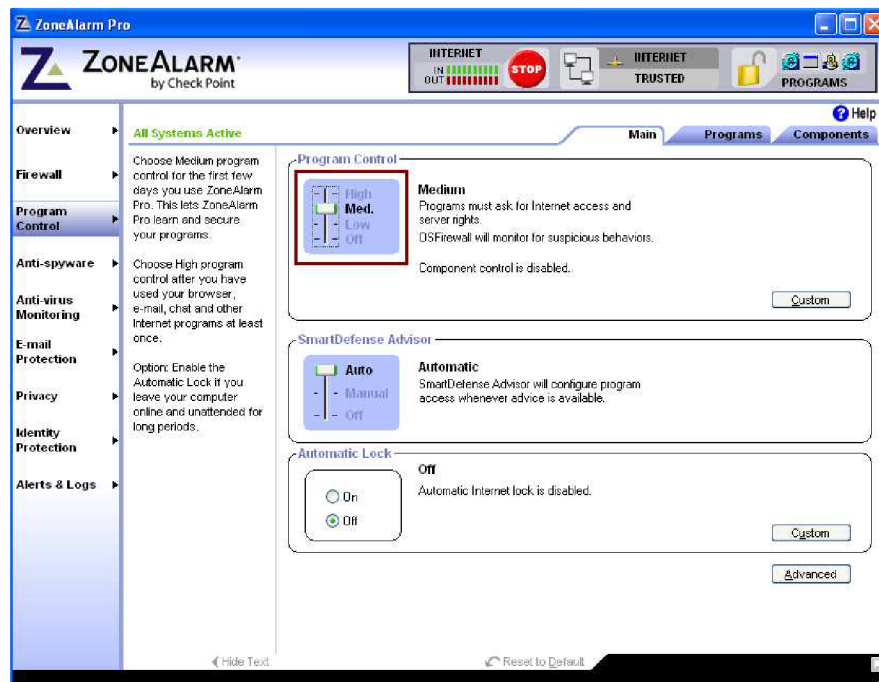 ZoneAlarm Pro
ZONEALARM
by Check Point
INTERNET
IN
OUT
STOP
INTERNET
TRUSTED
PROGRAMS
Help
All Systems Active
Main
Programs
Components
Overview
Firewall
Program
Control
Anti-spyware
Anti-virus
Monitoring
E-mail
Protection
Privacy
Identity
Protection
Alerts & Logs
Choose Medium program
control for the first few
days you use ZoneAlarm
Pro. This lets ZoneAlarm
Pro learn and secure
your programs.
Choose High program
control after you have
used your browser,
e-mail, chat and other
Internet programs at least
once.
Option: Enable the
Automatic Lock if you
leave your computer
online and unattended for
long periods.
Program Control
High
Med.
Low
Off
Medium
Programs must ask for Internet access and
server rights.
OSFirewall will monitor for suspicious behaviors.
Component control is disabled.
Custom
SmartDefense Advisor
Auto
Manual
Off
Automatic
SmartDefense Advisor will configure program
access whenever advice is available.
Automatic Lock
On
Off
Off
Automatic Internet lock is disabled.
Custom
Advanced
Hide Text
Reset to Default